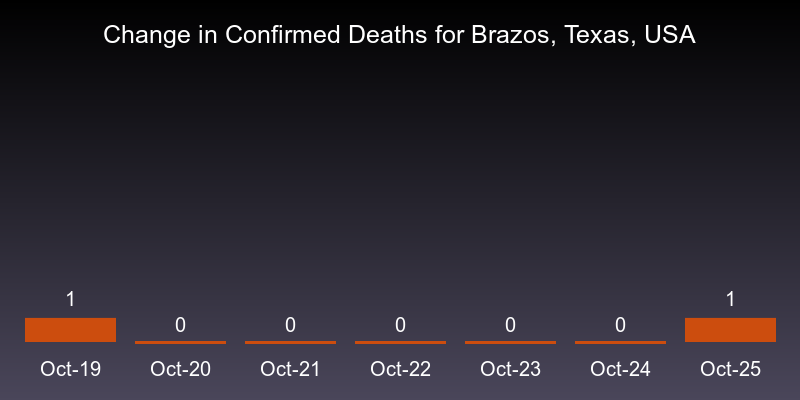 Change in Confirmed Deaths for Brazos, Texas, USA
1 0 0 0 0 0 1
Oct-19 Oct-20 Oct-21 Oct-22 Oct-23 Oct-24 Oct-25